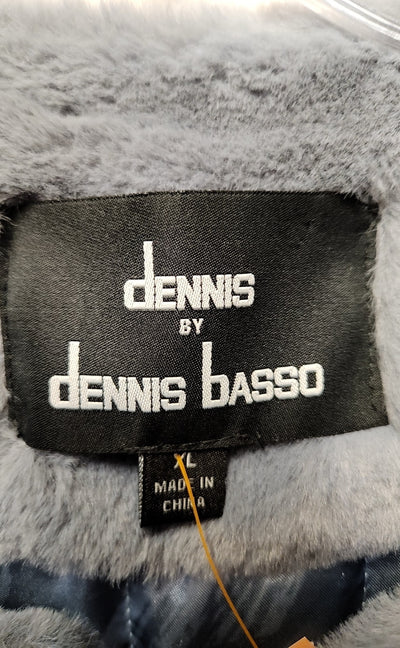 dENNIS
BY
dENNIS bASSO
XL
MADE IN
CHINA